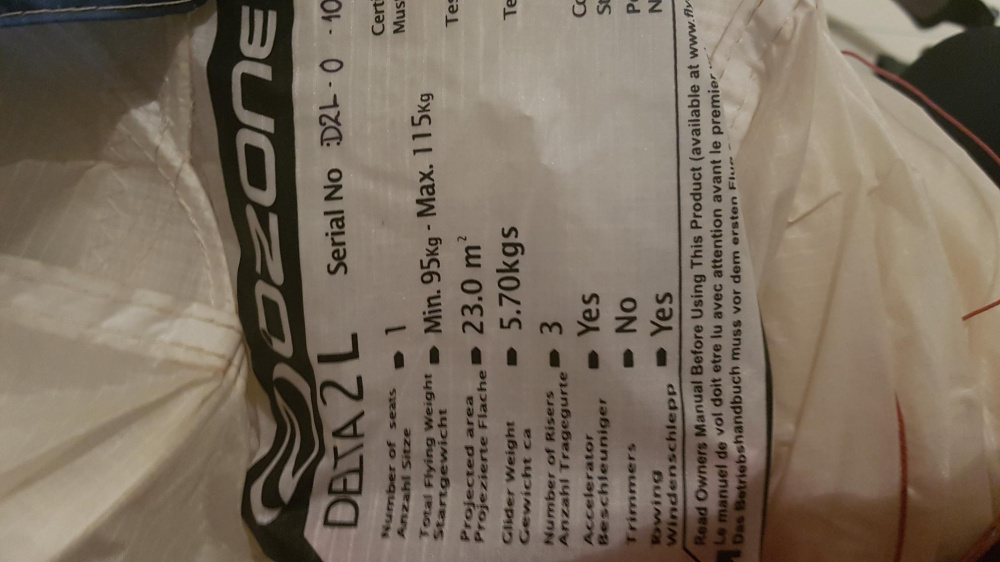 OZONE
DELTA 2 L Serial No :D2L - O - 10
Number of seats 1
Anzahl Sitze
Total Flying Weight Min. 95Kg - Max. 115Kg
Startgewicht
Projected area 23.0 m²
Projezierte Flache
Glider Weight 5.70kgs
Gewicht ca
Number of Risers 3
Anzahl Tragegurte
Accelerator Yes
Beschleuniger
Trimmers No
Towing Yes
Windenschlepp
Read Owners Manual Before Using This Product (available at www.
Le manuel de vol doit etre lu avec attention avant le premier
Das Betriebshandbuch muss vor dem ersten